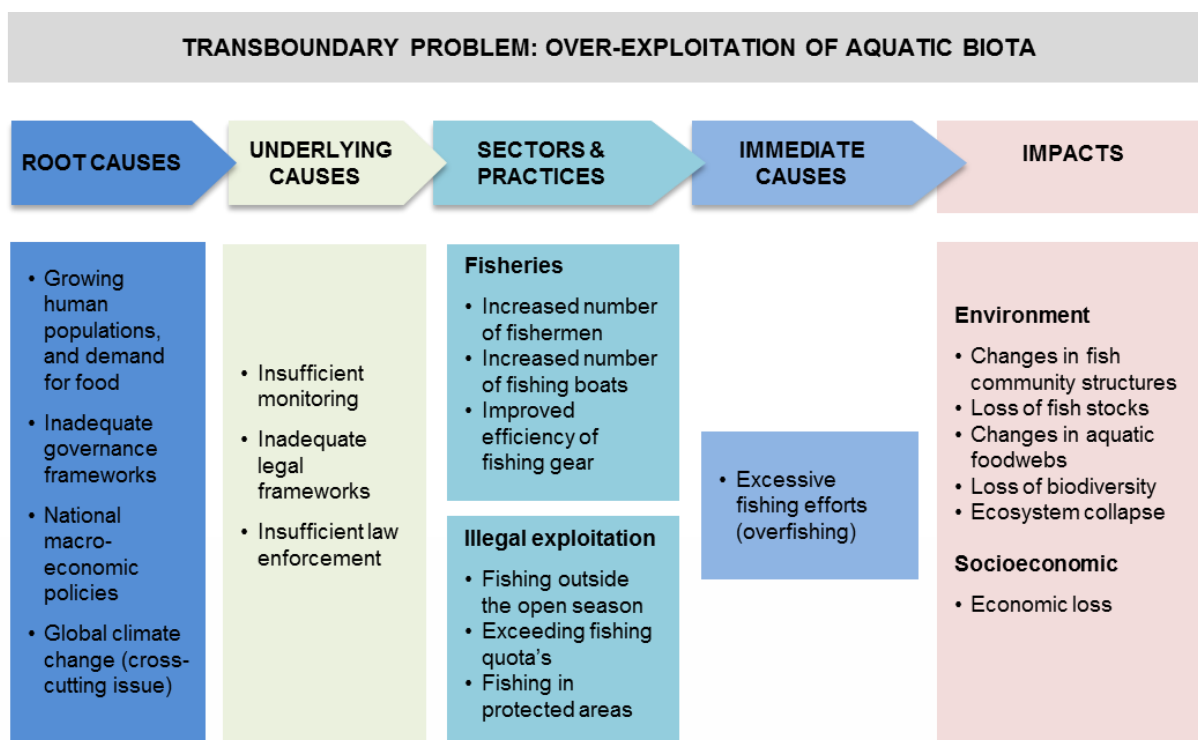 TRANSBOUNDARY PROBLEM: OVER-EXPLOITATION OF AQUATIC BIOTA
ROOT CAUSES
UNDERLYING
CAUSES
SECTORS &
PRACTICES
IMMEDIATE
CAUSES
IMPACTS
• Growing
human
populations,
and demand
for food
• Inadequate
governance
frameworks
• National
macro-
economic
policies
• Global climate
change (cross-
cutting issue)
• Insufficient
monitoring
• Inadequate
legal
frameworks
• Insufficient law
enforcement
Fisheries
• Increased number
of fishermen
• Increased number
of fishing boats
• Improved
efficiency of
fishing gear
Illegal exploitation
• Fishing outside
the open season
• Exceeding fishing
quota's
• Fishing in
protected areas
• Excessive
fishing efforts
(overfishing)
Environment
• Changes in fish
community structures
• Loss of fish stocks
• Changes in aquatic
foodwebs
• Loss of biodiversity
• Ecosystem collapse
Socioeconomic
• Economic loss